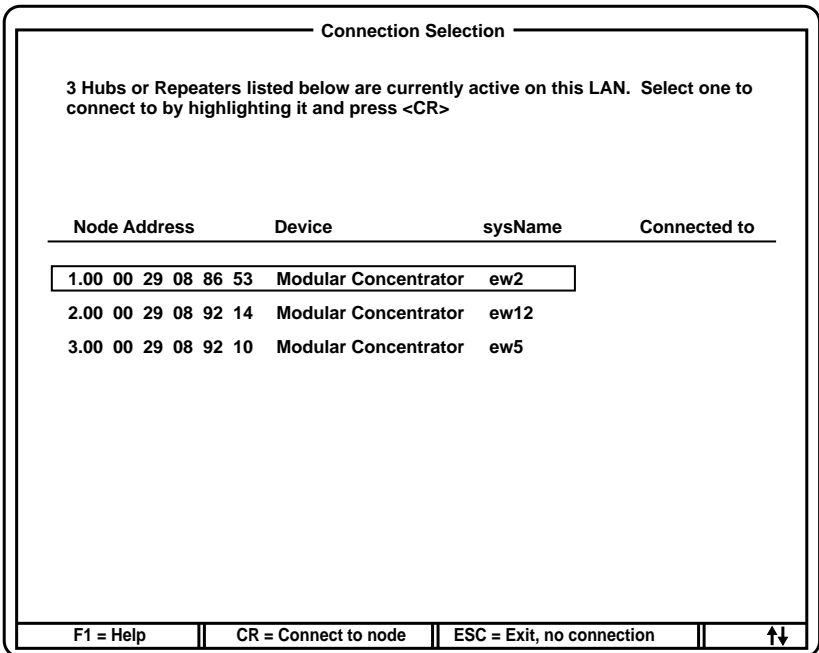 Connection Selection
3 Hubs or Repeaters listed below are currently active on this LAN. Select one to
connect to by highlighting it and press <CR>
Node Address Device sysName Connected to
1.00 00 29 08 86 53 Modular Concentrator ew2
2.00 00 29 08 92 14 Modular Concentrator ew12
3.00 00 29 08 92 10 Modular Concentrator ew5
F1 = Help CR = Connect to node ESC = Exit, no connection